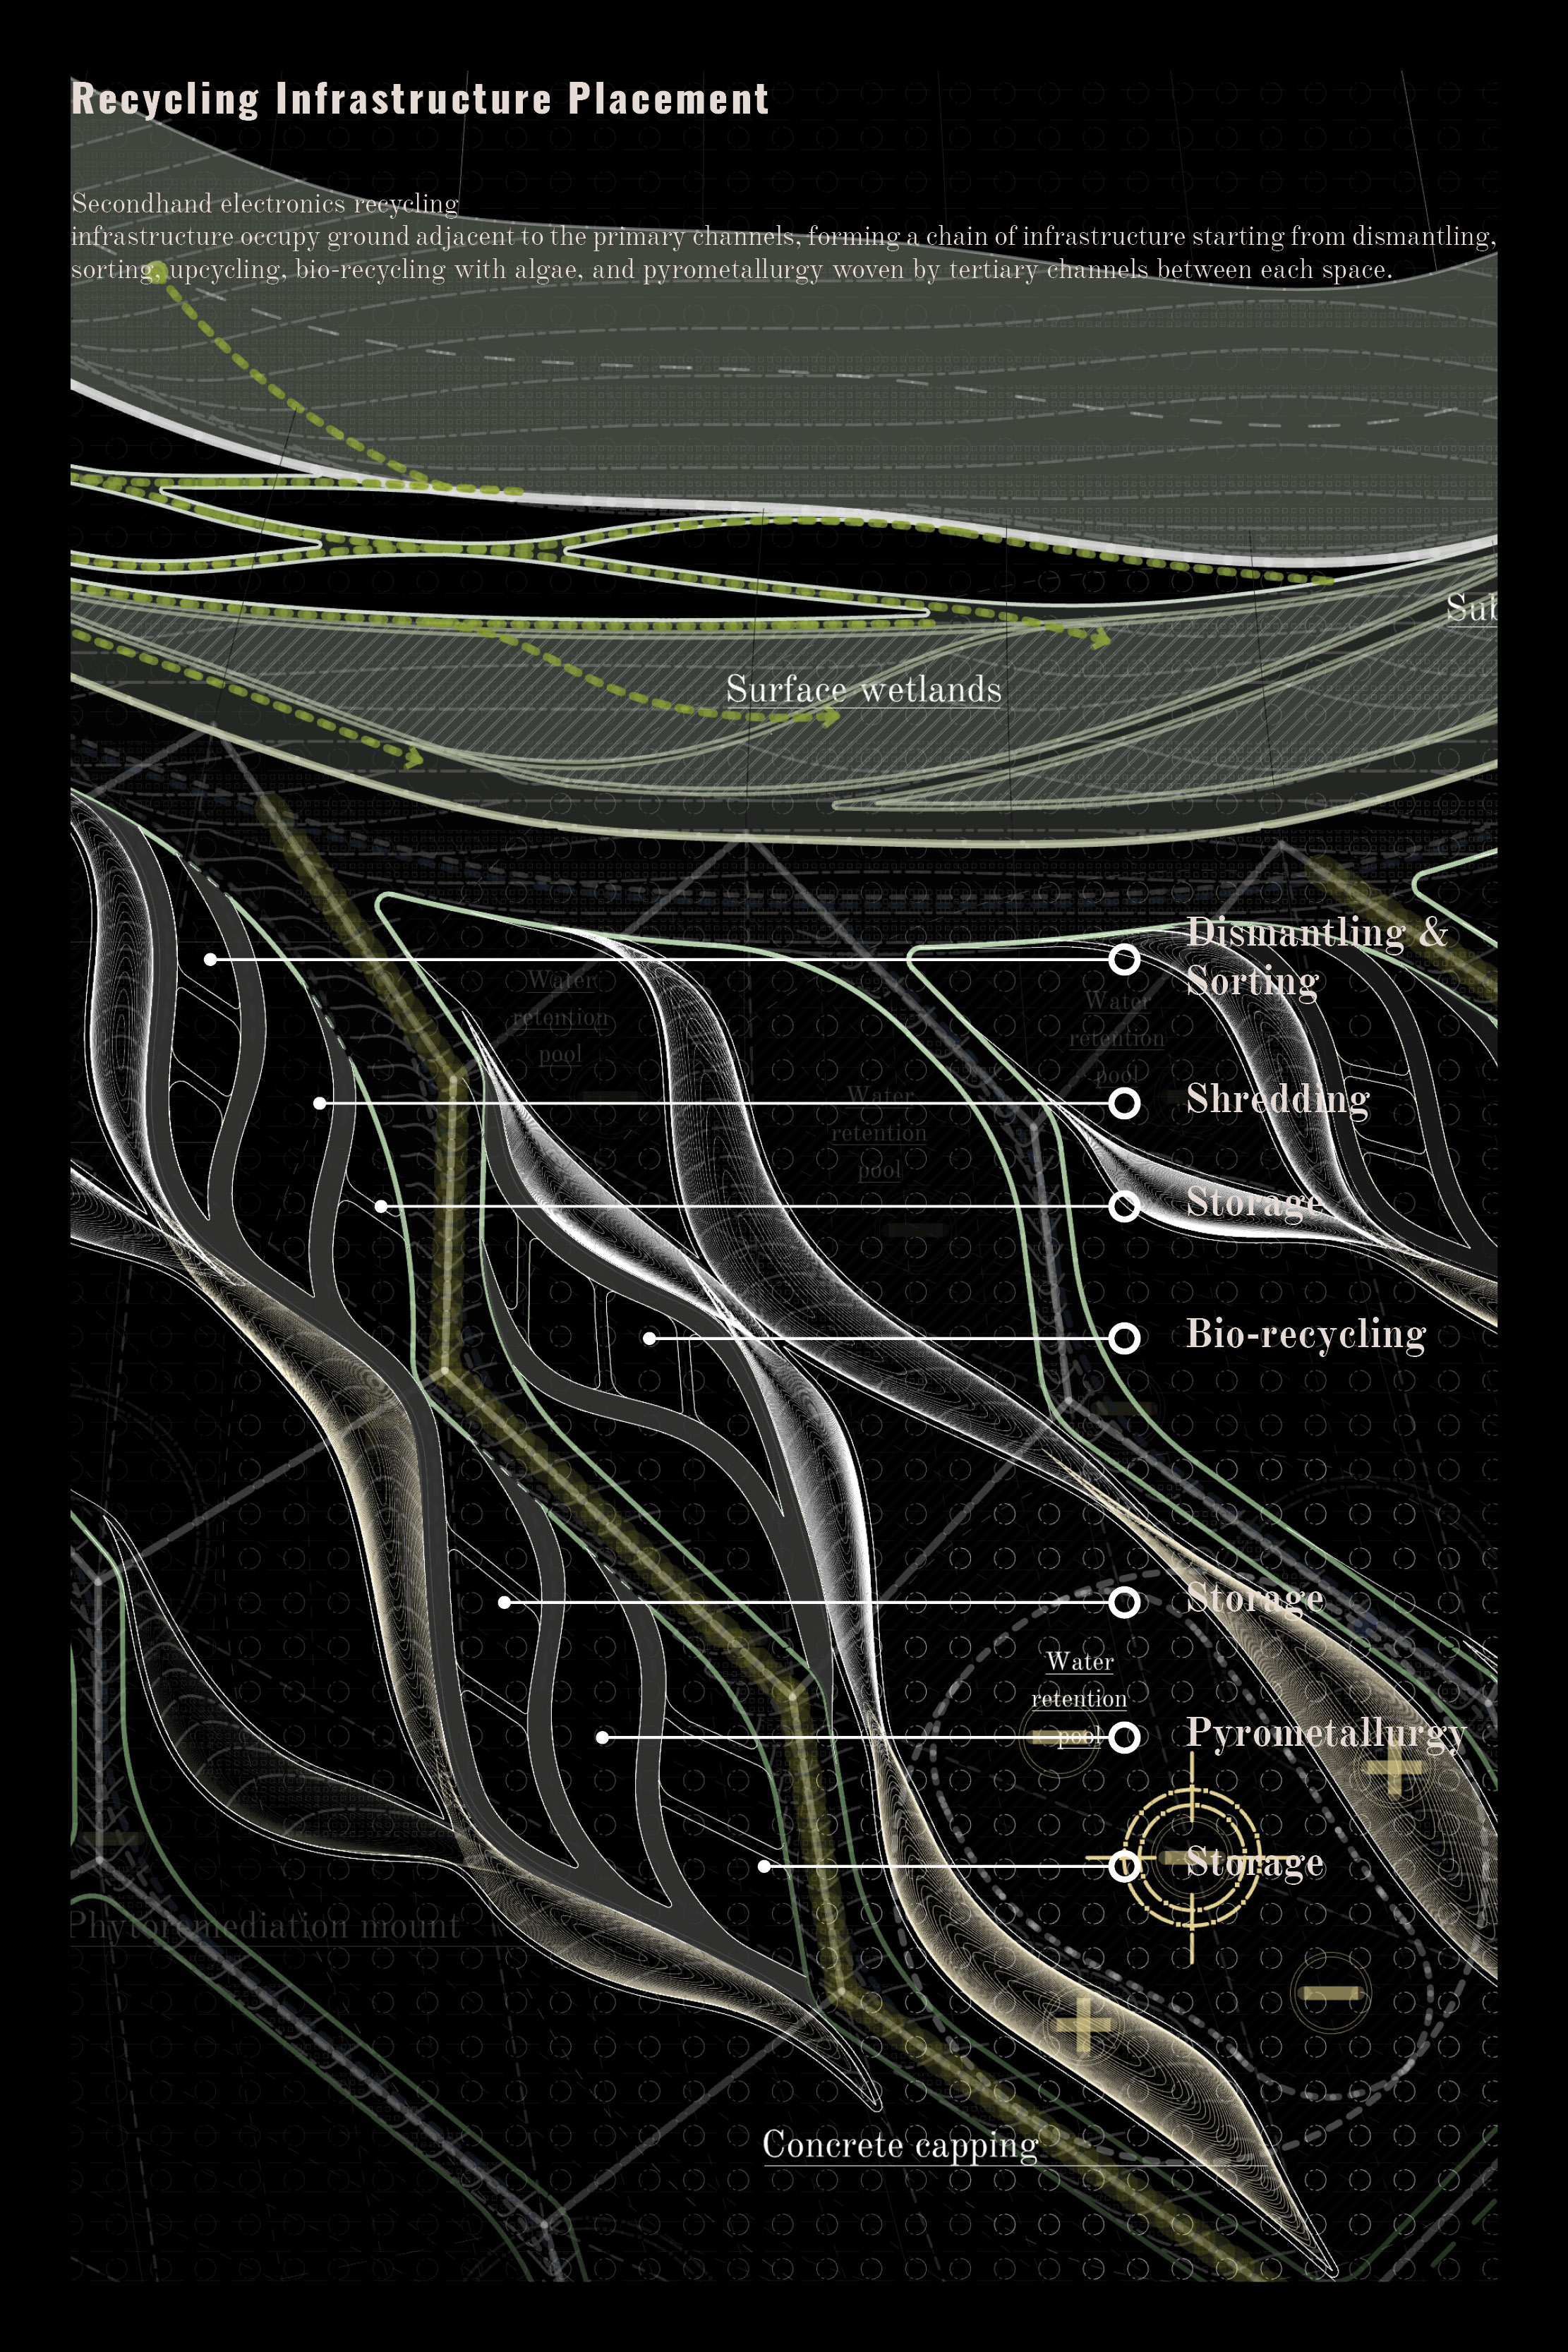 Recycling Infrastructure Placement
Secondhand electronics recycling
infrastructure occupy ground adjacent to the primary channels, forming a chain of infrastructure starting from dismantling,
sorting, upcycling, bio-recycling with algae, and pyrometallurgy woven by tertiary channels between each space.
Sub
Surface wetlands
Dismantling &
Sorting
Water
retention
pool
Water
retention
pool
Water
retention
pool
Shredding
Storage
Bio-recycling
Storage
Water
retention
pool
Pyrometallurgy
Storage
Phytoremediation mount
Concrete capping